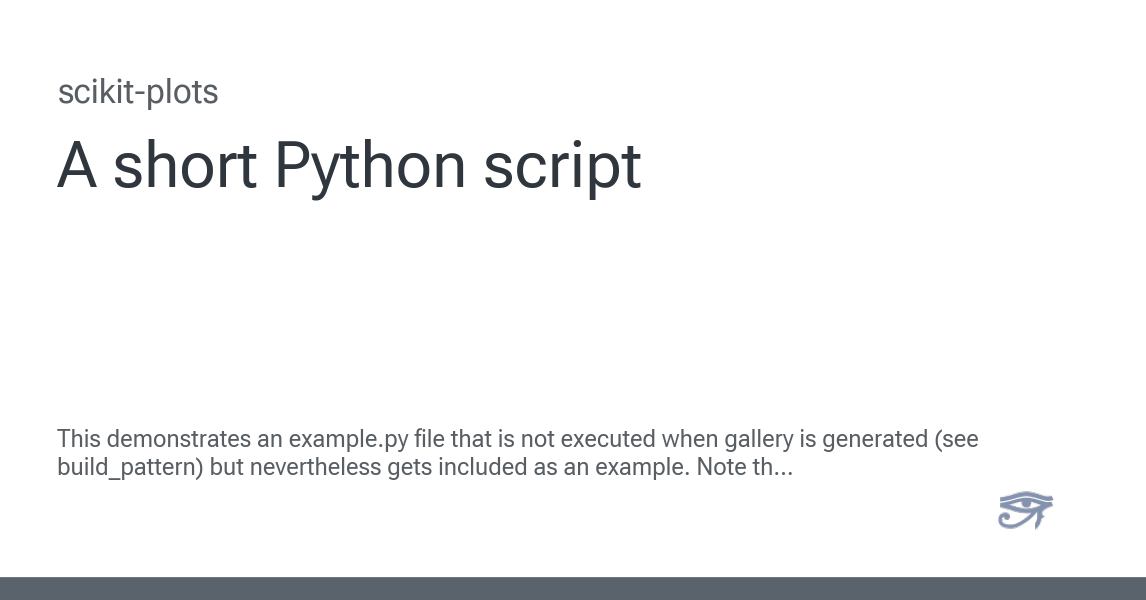 scikit-plots
A short Python script
This demonstrates an example.py file that is not executed when gallery is generated (see
build_pattern) but nevertheless gets included as an example. Note th...